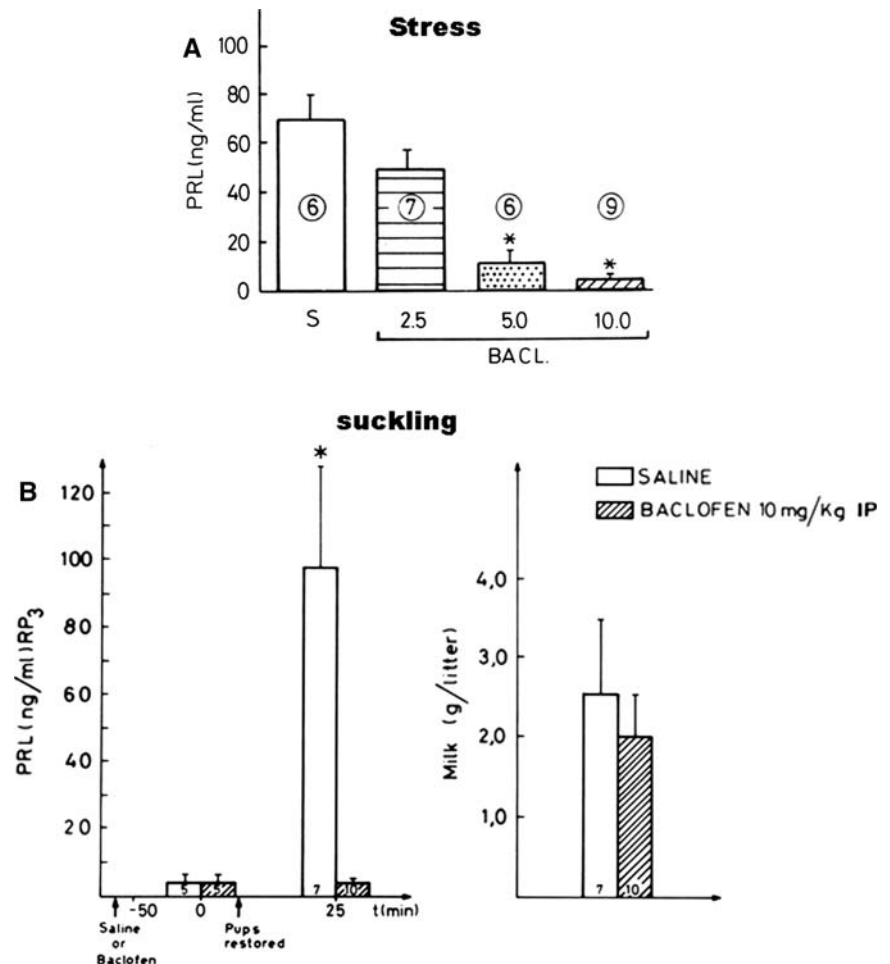 Stress
A
PRL(ng/ml)
100
80
60
40
20
0
6
7
6
9
*
*
S
2.5
5.0
10.0
BACL.
suckling
B
PRL(ng/ml)RP3
120
100
80
60
40
20
*
5
5
7
10
-50
0
25
t(min)
Saline
or
Baclofen
Pups
restored
SALINE
BACLOFEN 10mg/Kg IP
Milk (g/litter)
4,0
3,0
2,0
1,0
7
10